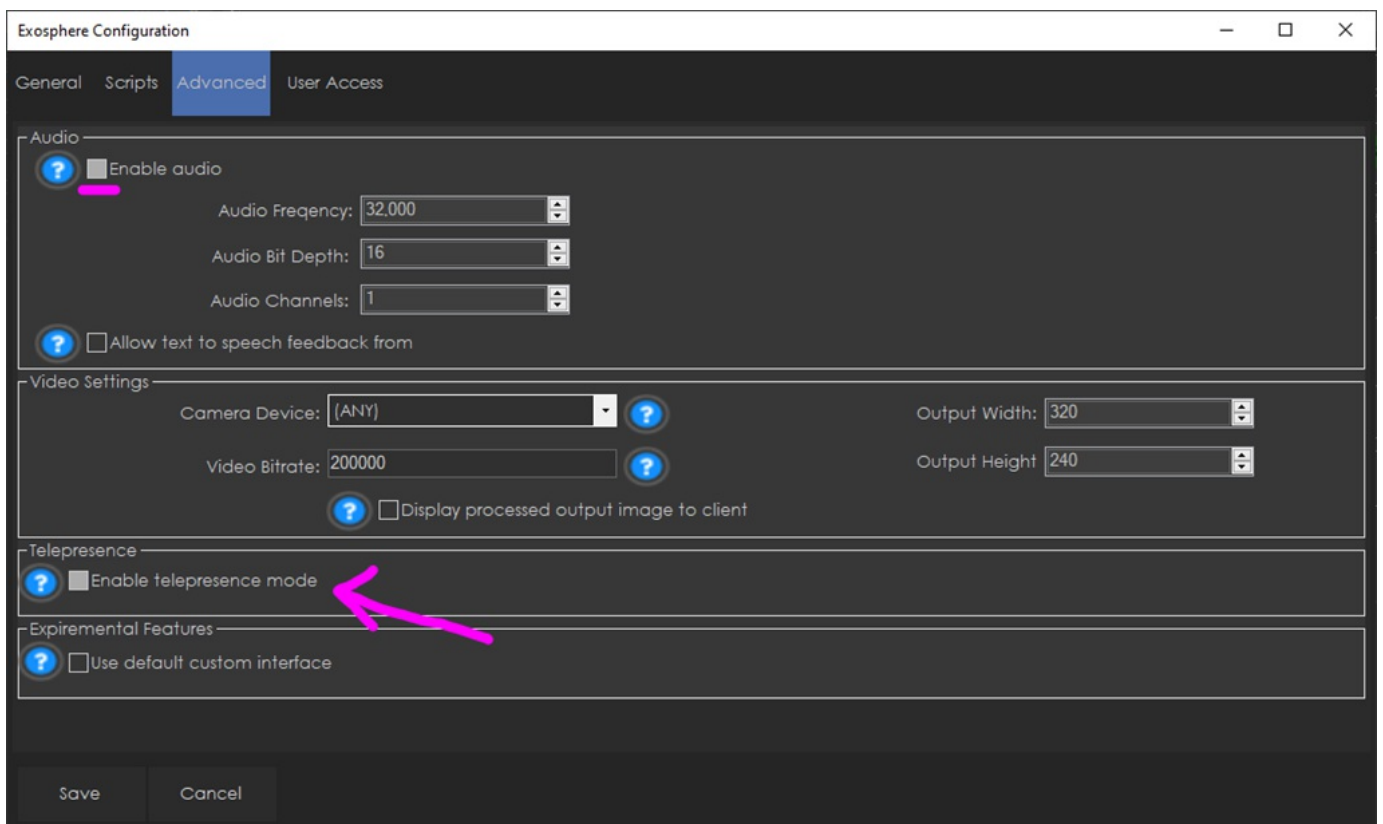 Exosphere Configuration
General Scripts Advanced User Access
Audio
? Enable audio
Audio Freqency: 32,000
Audio Bit Depth: 16
Audio Channels: 1
? Allow text to speech feedback from
Video Settings
Camera Device: (ANY) ? Output Width: 320
Video Bitrate: 200000 ? Output Height 240
? Display processed output image to client
Telepresence
? Enable telepresence mode
Expiremental Features
? Use default custom interface
Save Cancel